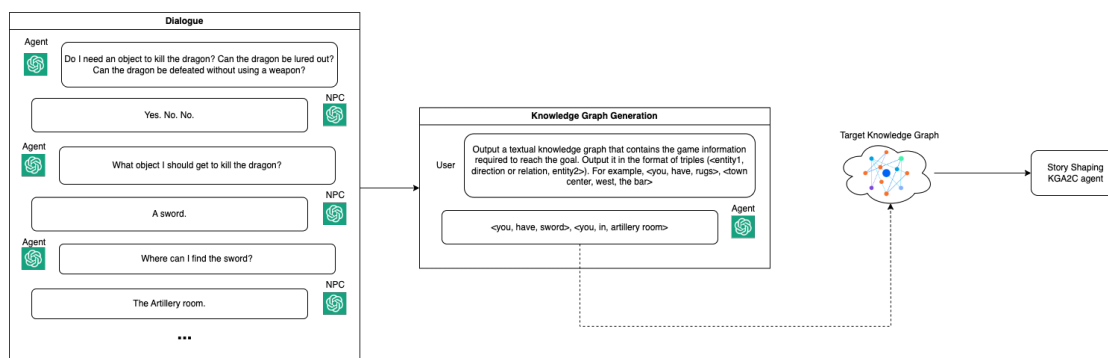 Dialogue
Agent
Do I need an object to kill the dragon? Can the dragon be lured out?
Can the dragon be defeated without using a weapon?
NPC
Yes. No. No.
Agent
What object I should get to kill the dragon?
NPC
A sword.
Agent
Where can I find the sword?
NPC
The Artillery room.
...
Knowledge Graph Generation
User
Output a textual knowledge graph that contains the game information
required to reach the goal. Output it in the format of triples (<entity1,
direction or relation, entity2>). For example, <you, have, rugs>, <town
center, west, the bar>
Agent
<you, have, sword>, <you, in, artillery room>
Target Knowledge Graph
Story Shaping
KGA2C agent